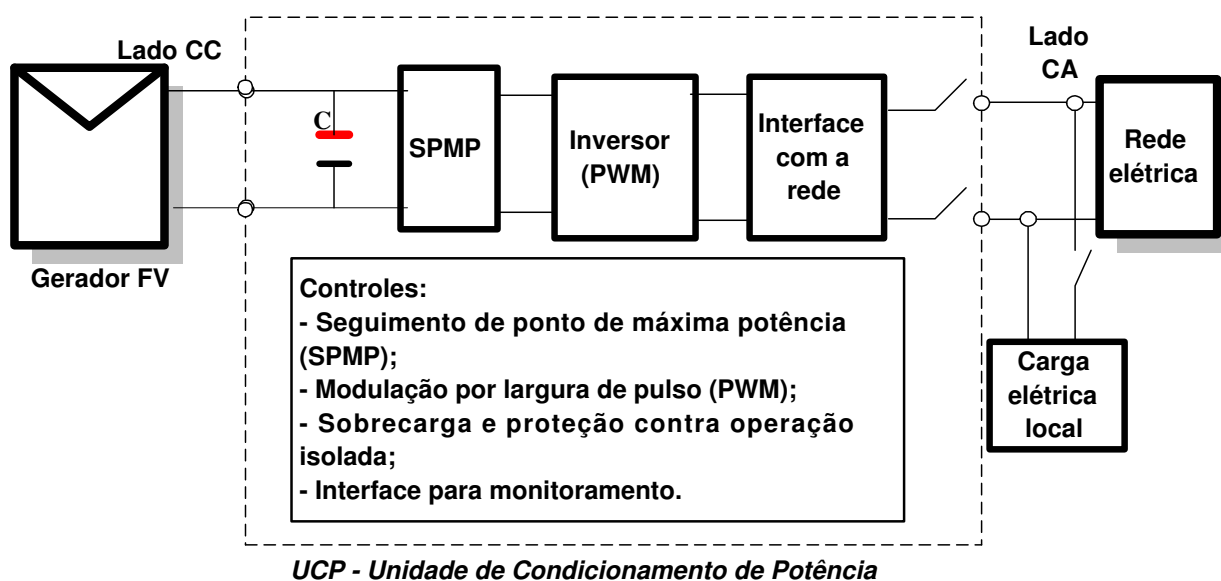 Lado CC
Lado
CA
C
SPMP
Inversor
(PWM)
Interface
com a
rede
Rede
elétrica
Gerador FV
Controles:
- Seguimento de ponto de máxima potência
(SPMP);
- Modulação por largura de pulso (PWM);
- Sobrecarga e proteção contra operação
isolada;
- Interface para monitoramento.
Carga
elétrica
local
UCP - Unidade de Condicionamento de Potência